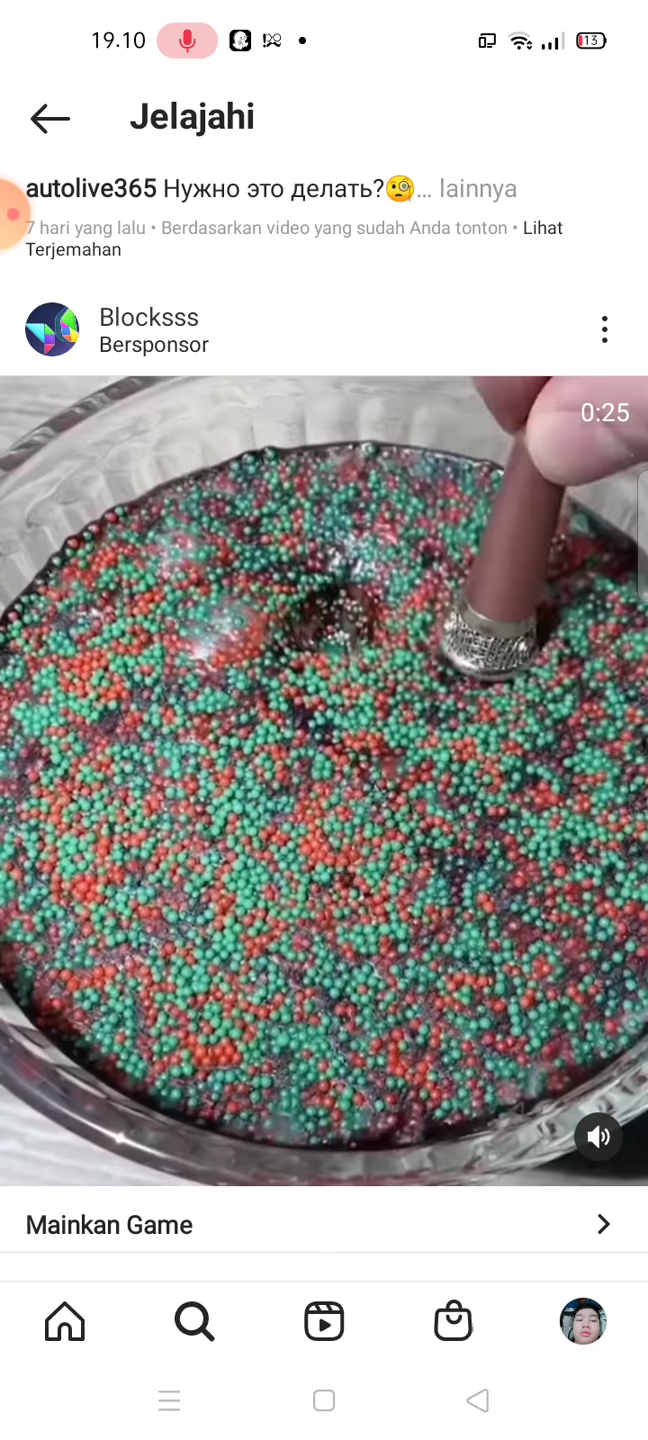 19.10
13
Jelajahi
autolive365 Нужно это делать?🧐... lainnya
7 hari yang lalu • Berdasarkan video yang sudah Anda tonton • Lihat
Terjemahan
Blocksss
Bersponsor
0:25
Mainkan Game